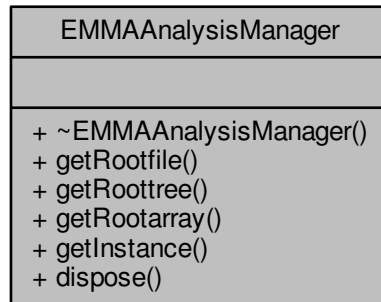 EMMAAnalysisManager
+ ~EMMAAnalysisManager()
+ getRootfile()
+ getRoottree()
+ getRootarray()
+ getInstance()
+ dispose()